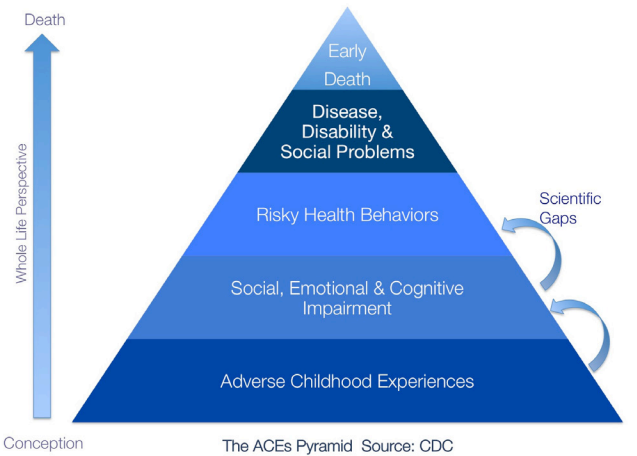 Death
Early
Death
Disease,
Disability &
Social Problems
Whole Life Perspective
Risky Health Behaviors
Scientific
Gaps
Social, Emotional & Cognitive
Impairment
Adverse Childhood Experiences
Conception
The ACEs Pyramid  Source: CDC